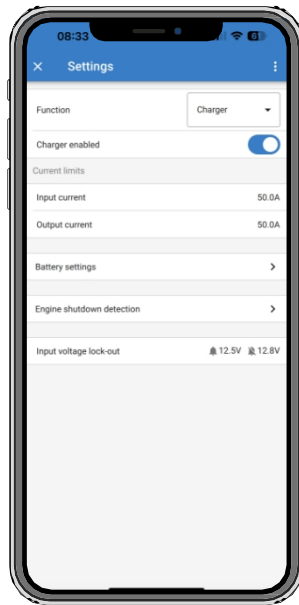 08:33
Settings
Function Charger
Charger enabled
Current limits
Input current 50.0A
Output current 50.0A
Battery settings
Engine shutdown detection
Input voltage lock-out 12.5V 12.8V